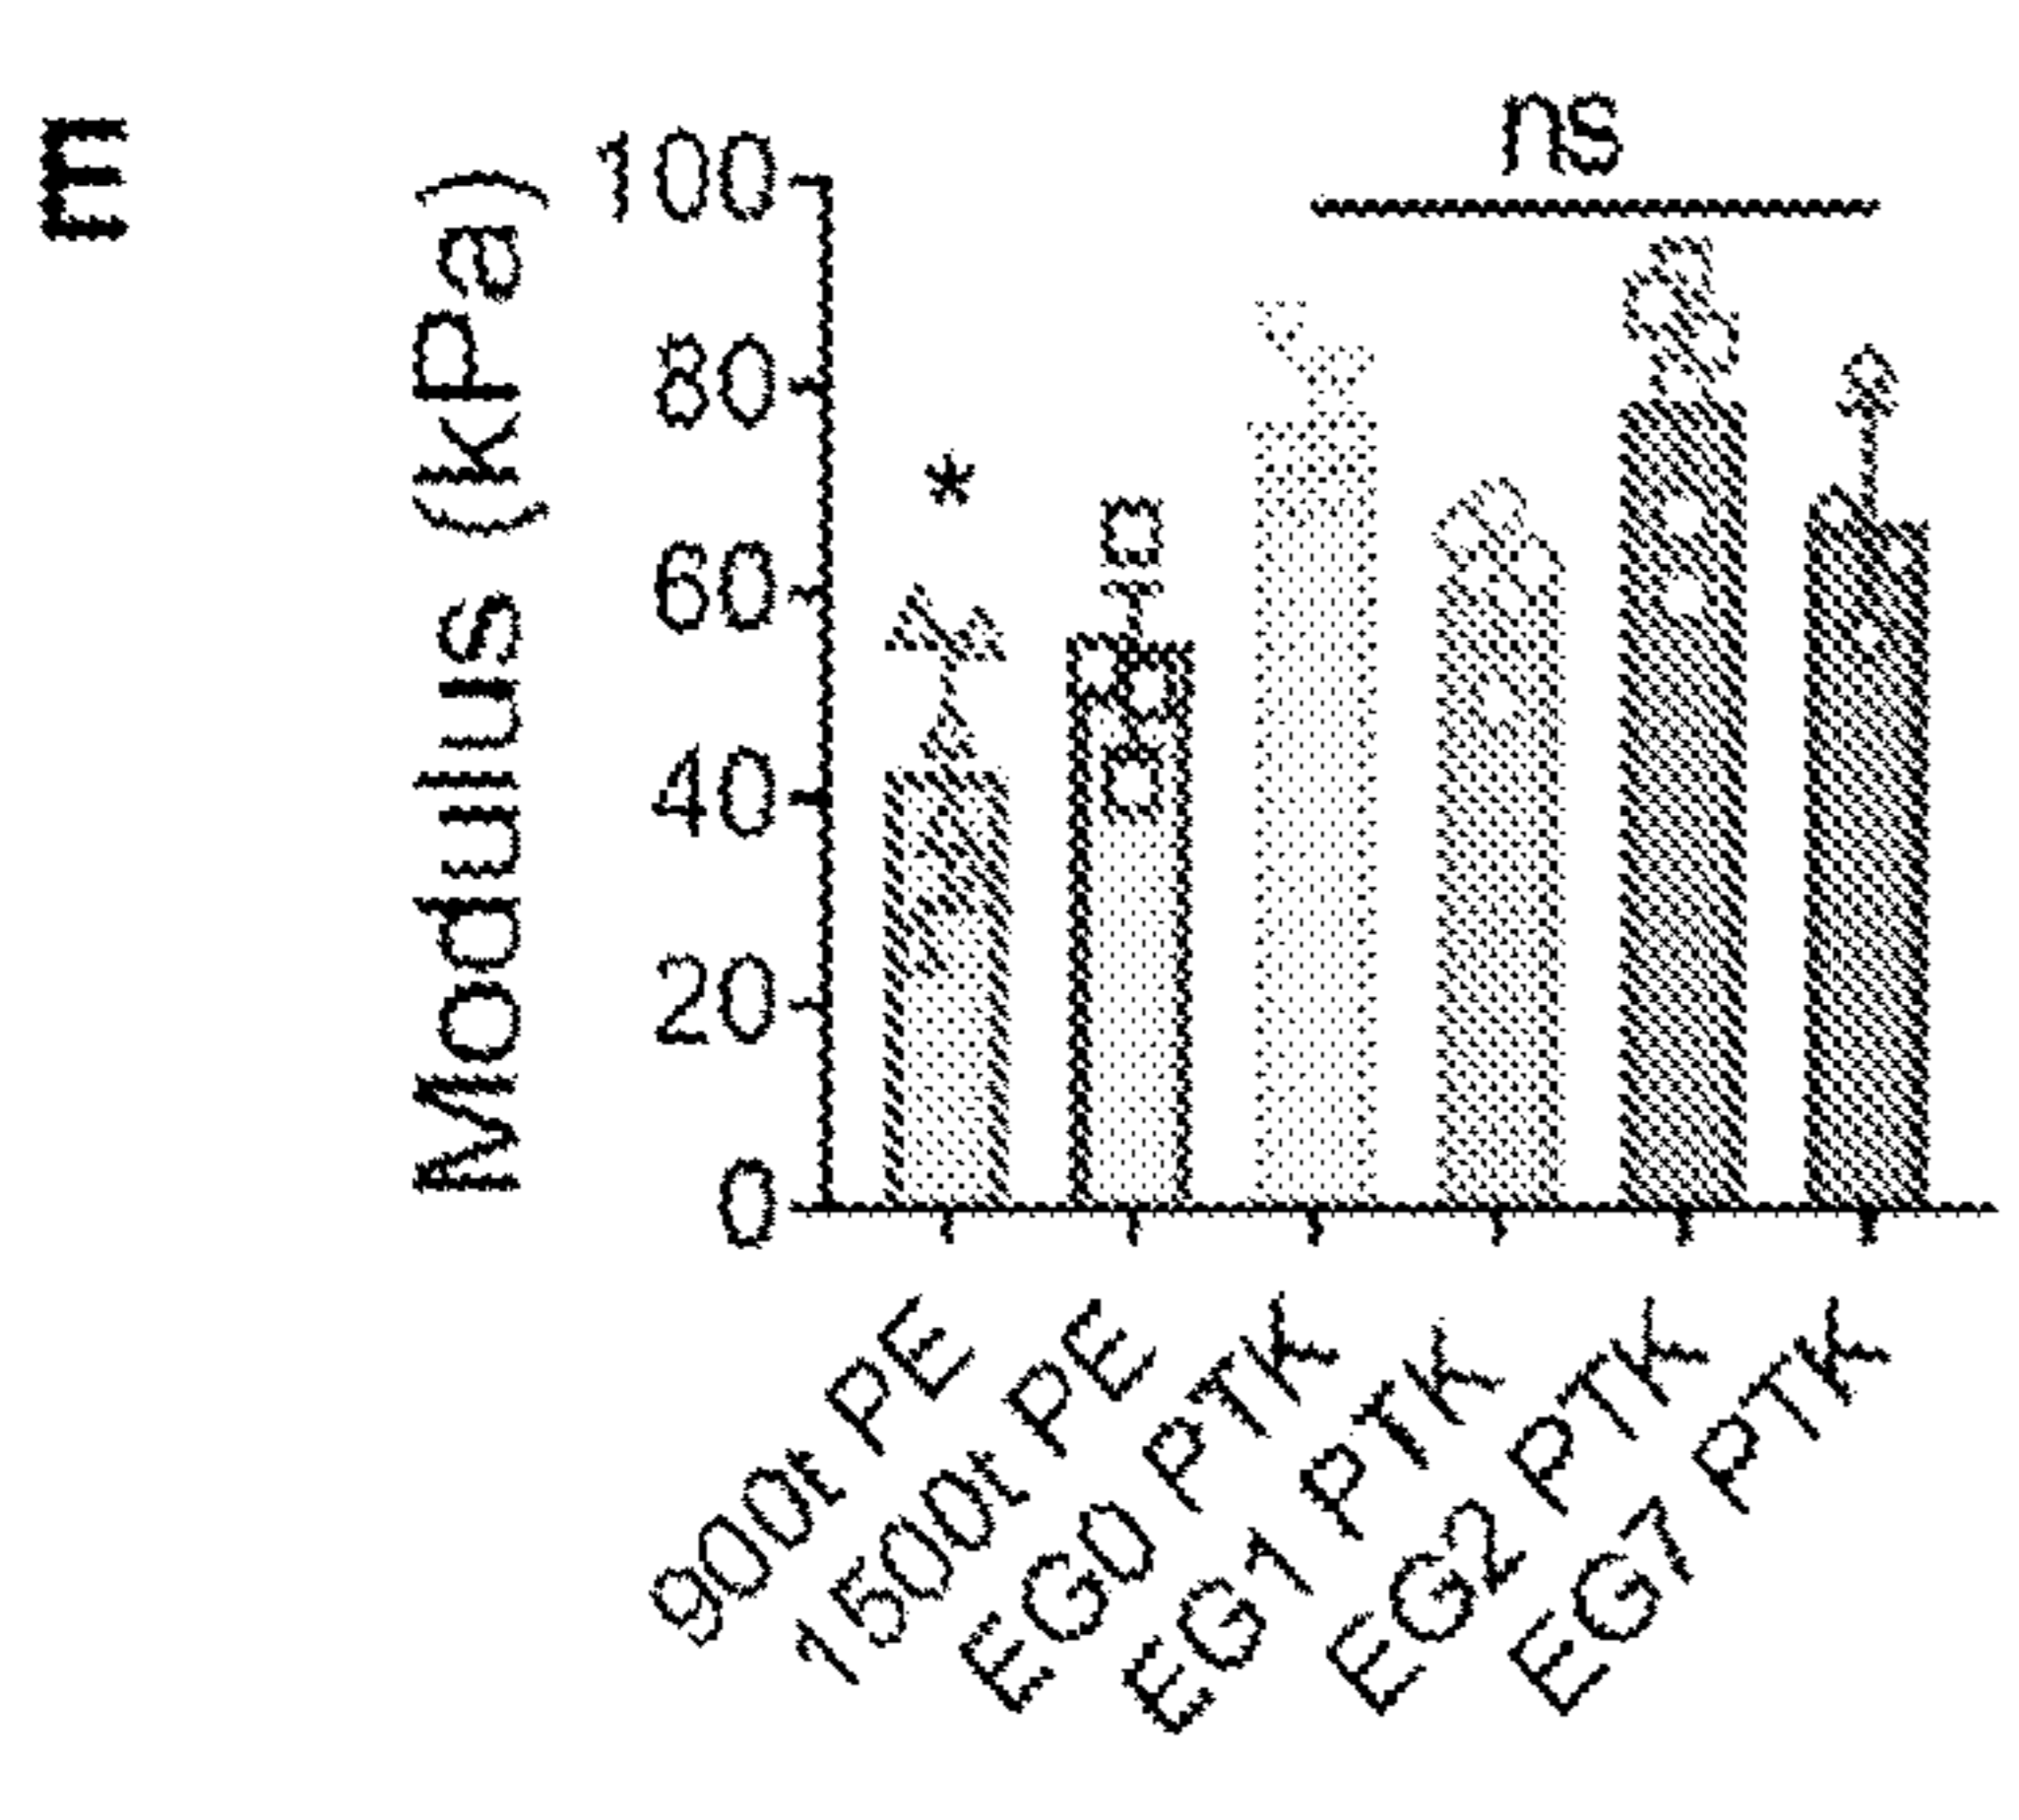 E
ns
Modulus (kPa)
100
80
60
40
20
0
*
900t PE
1500t PE
EG0 PTK
EG1 PTK
EG2 PTK
EG7 PTK